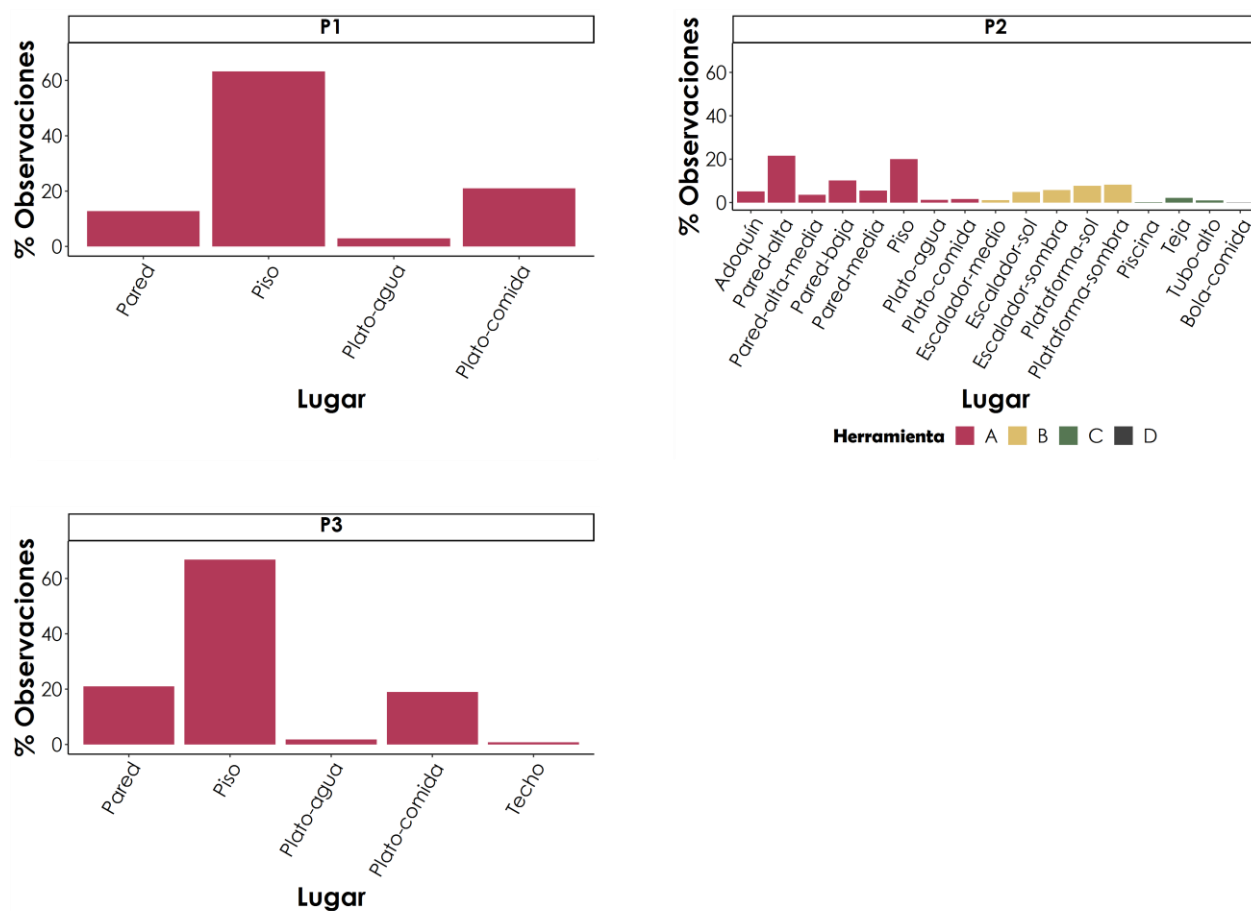 P1
% Observaciones
60
40
20
0
Pared
Piso
Plato-agua
Plato-comida
Lugar
P2
% Observaciones
60
40
20
0
Adoquin
Pared-alta
Pared-alta-media
Pared-baja
Pared-media
Piso
Plato-agua
Plato-comida
Escalador-medio
Escalador-sol
Escalador-sombra
Plataforma-sol
Plataforma-sombra
Piscina
Teja
Tubo-alto
Bola-comida
Lugar
Herramienta A B C D
P3
% Observaciones
60
40
20
0
Pared
Piso
Plato-agua
Plato-comida
Techo
Lugar